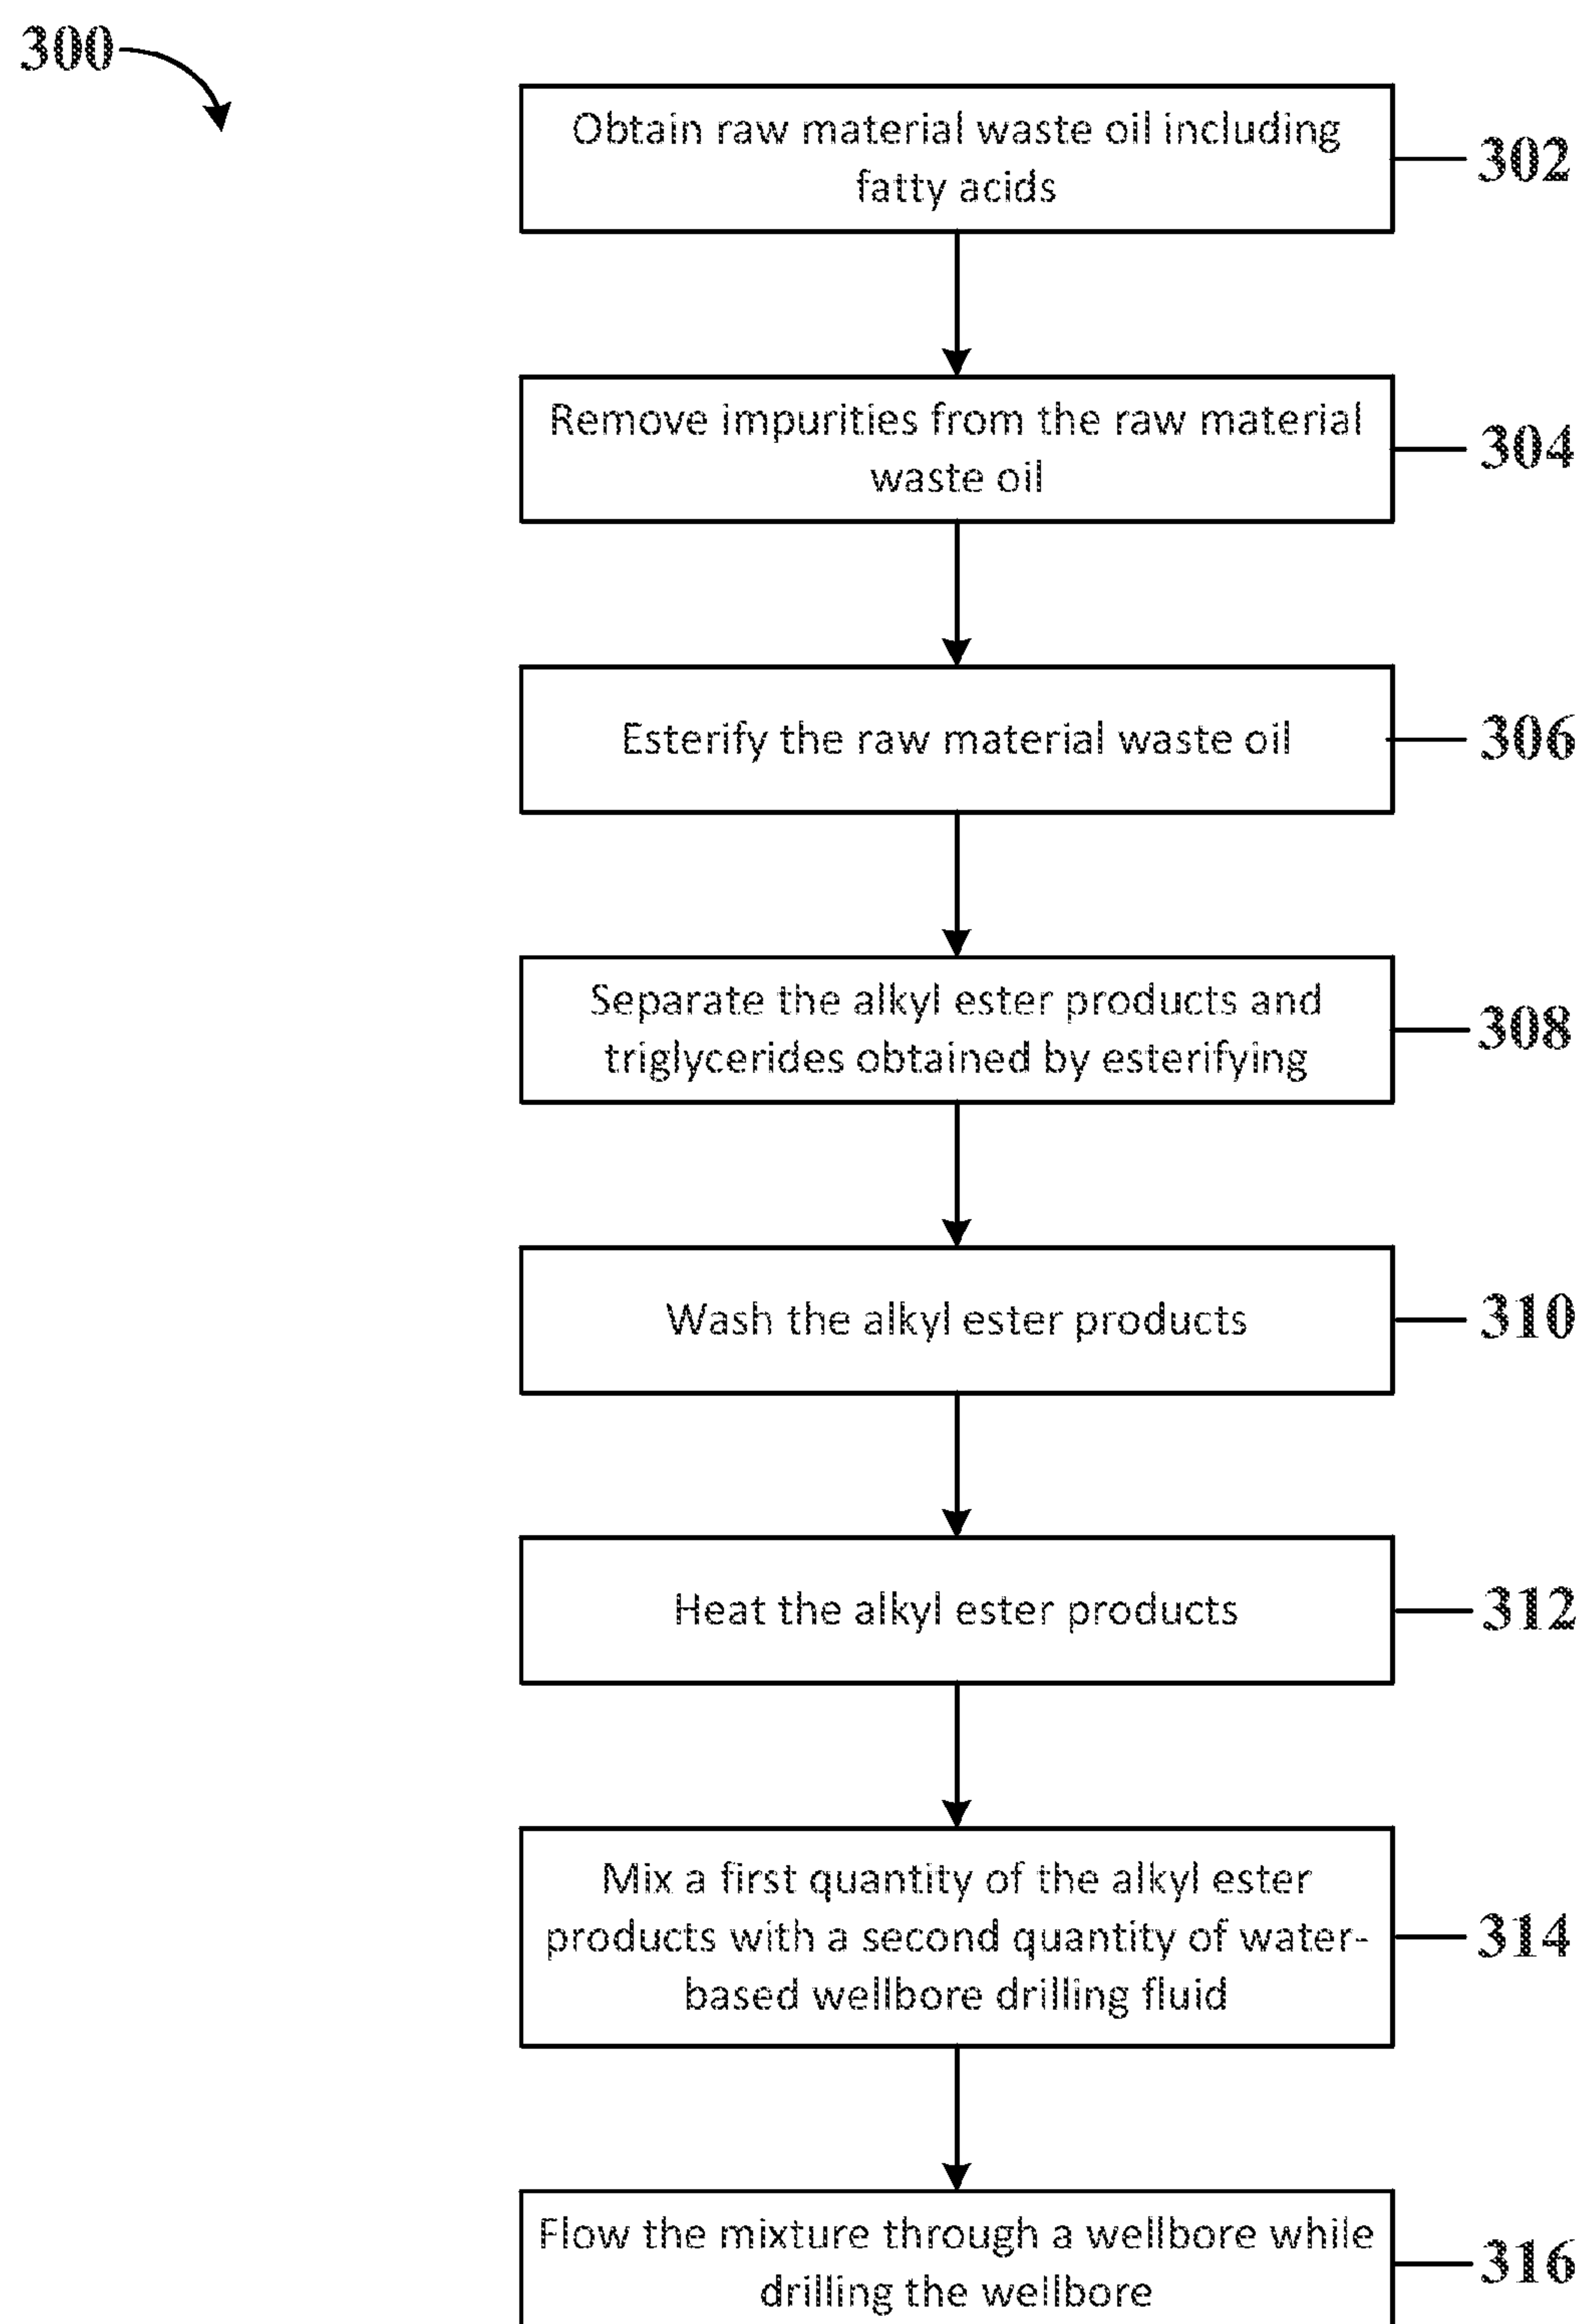 300
Obtain raw material waste oil including
fatty acids
302
Remove impurities from the raw material
waste oil
304
Esterify the raw material waste oil
306
Separate the alkyl ester products and
triglycerides obtained by esterifying
308
Wash the alkyl ester products
310
Heat the alkyl ester products
312
Mix a first quantity of the alkyl ester
products with a second quantity of water-
based wellbore drilling fluid
314
Flow the mixture through a wellbore while
drilling the wellbore
316